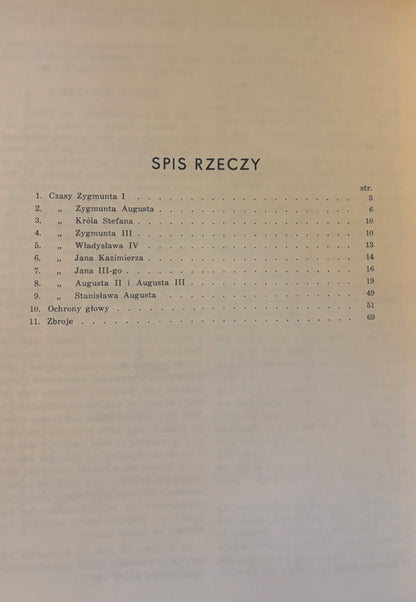 SPIS RZECZY
str.
1. Czasy Zygmunta I . . . . . . . . . . . . . . . . . 3
2. „ Zygmunta Augusta . . . . . . . . . . . . . . . 6
3. „ Króla Stefana . . . . . . . . . . . . . . . . . 10
4. „ Zygmunta III . . . . . . . . . . . . . . . . . 10
5. „ Władysława IV . . . . . . . . . . . . . . . . 13
6. „ Jana Kazimierza . . . . . . . . . . . . . . . . 14
7. „ Jana III-go . . . . . . . . . . . . . . . . . . 16
8. „ Augusta II i Augusta III . . . . . . . . . . . . . 19
9. „ Stanisława Augusta . . . . . . . . . . . . . . . 49
10. Ochrony głowy . . . . . . . . . . . . . . . . . . 51
11. Zbroje . . . . . . . . . . . . . . . . . . . . . 69